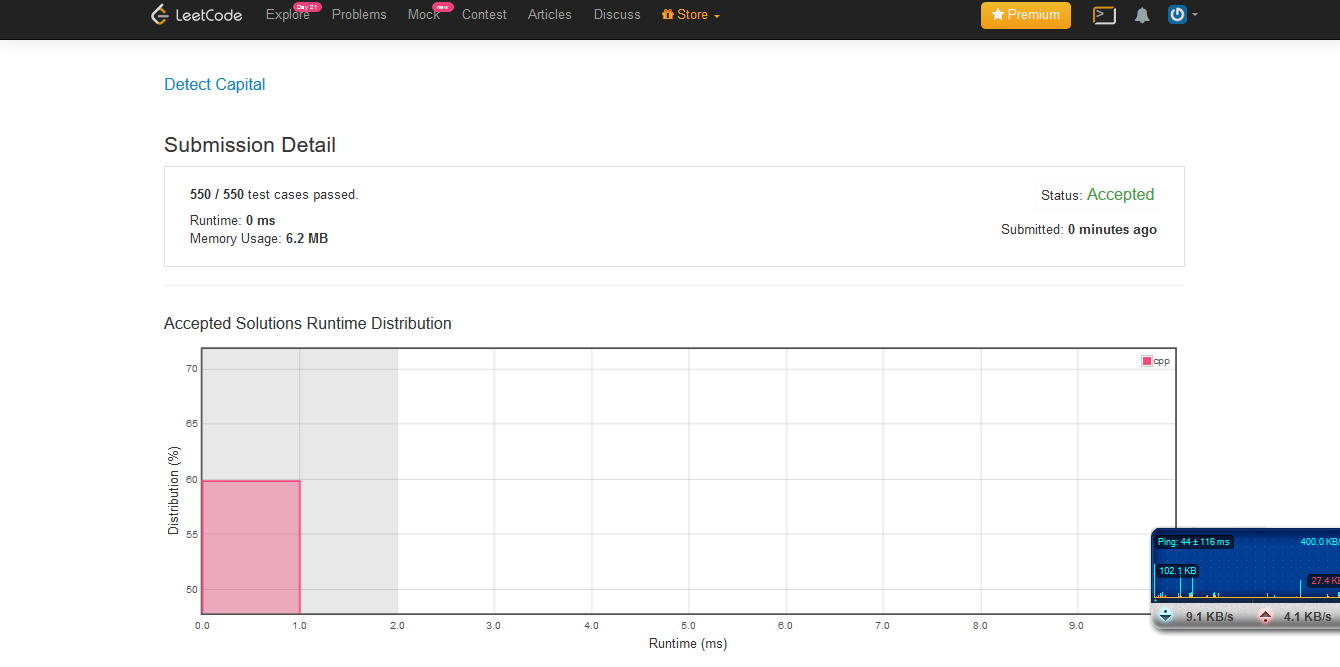 LeetCode Explore Day 21 Problems Mock new Contest Articles Discuss Store Premium
Detect Capital
Submission Detail
550 / 550 test cases passed.
Status: Accepted
Runtime: 0 ms
Submitted: 0 minutes ago
Memory Usage: 6.2 MB
Accepted Solutions Runtime Distribution
cpp
70
65
60
55
50
Distribution (%)
0.0 1.0 2.0 3.0 4.0 5.0 6.0 7.0 8.0 9.0
Runtime (ms)
Ping: 44 ± 116 ms 400.0 KB/
102.1 KB
27.4 KB
9.1 KB/s 4.1 KB/s